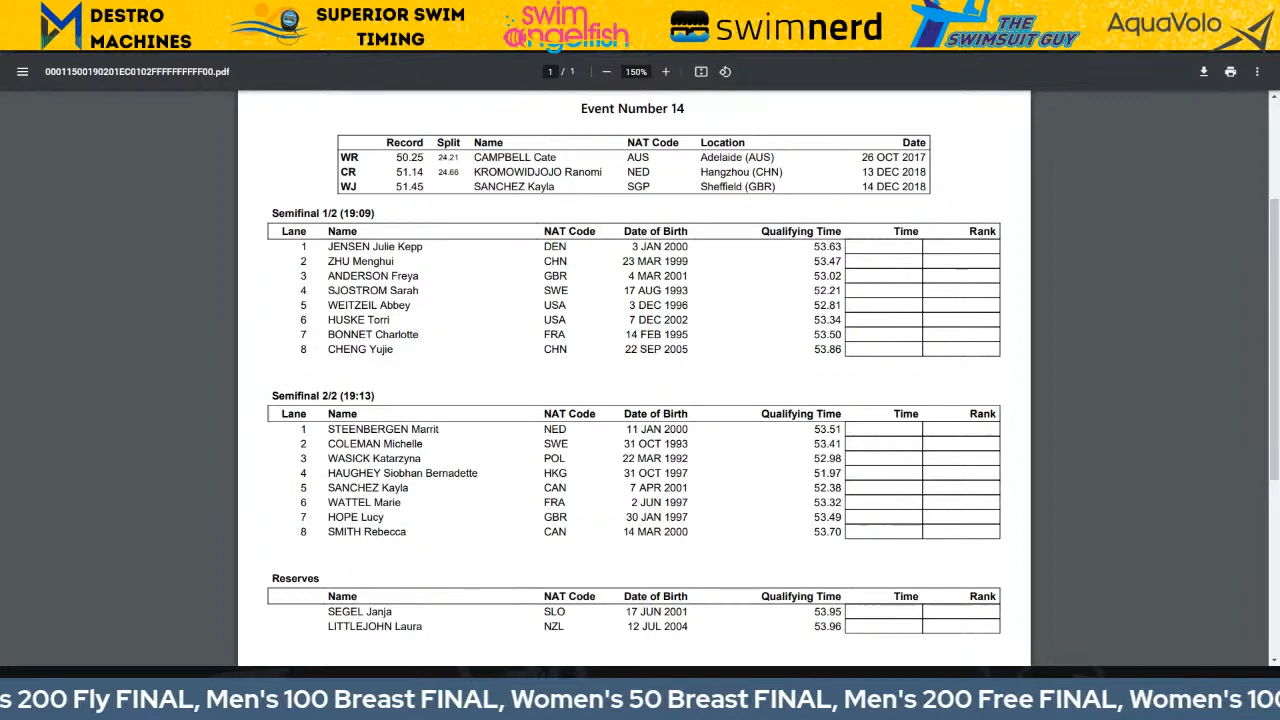 DESTRO MACHINES
SUPERIOR SWIM TIMING
swim angelfish
swimnerd
THE SWIMSUIT GUY
AquaVolo
00011500190201EC0102FFFFFFFFFF00.pdf
1 / 1
150%
Event Number 14
Record Split Name NAT Code Location Date
WR 50.25 24.21 CAMPBELL Cate AUS Adelaide (AUS) 26 OCT 2017
CR 51.14 24.66 KROMOWIDJOJO Ranomi NED Hangzhou (CHN) 13 DEC 2018
WJ 51.45 SANCHEZ Kayla SGP Sheffield (GBR) 14 DEC 2018
Semifinal 1/2 (19:09)
Lane Name NAT Code Date of Birth Qualifying Time Time Rank
1 JENSEN Julie Kepp DEN 3 JAN 2000 53.63
2 ZHU Menghui CHN 23 MAR 1999 53.47
3 ANDERSON Freya GBR 4 MAR 2001 53.02
4 SJOSTROM Sarah SWE 17 AUG 1993 52.21
5 WEITZEIL Abbey USA 3 DEC 1996 52.81
6 HUSKE Torri USA 7 DEC 2002 53.34
7 BONNET Charlotte FRA 14 FEB 1995 53.50
8 CHENG Yujie CHN 22 SEP 2005 53.86
Semifinal 2/2 (19:13)
Lane Name NAT Code Date of Birth Qualifying Time Time Rank
1 STEENBERGEN Marrit NED 11 JAN 2000 53.51
2 COLEMAN Michelle SWE 31 OCT 1993 53.41
3 WASICK Katarzyna POL 22 MAR 1992 52.98
4 HAUGHEY Siobhan Bernadette HKG 31 OCT 1997 51.97
5 SANCHEZ Kayla CAN 7 APR 2001 52.38
6 WATTEL Marie FRA 2 JUN 1997 53.32
7 HOPE Lucy GBR 30 JAN 1997 53.49
8 SMITH Rebecca CAN 14 MAR 2000 53.70
Reserves
Name NAT Code Date of Birth Qualifying Time Time Rank
SEGEL Janja SLO 17 JUN 2001 53.95
LITTLEJOHN Laura NZL 12 JUL 2004 53.96
s 200 Fly FINAL, Men's 100 Breast FINAL, Women's 50 Breast FINAL, Men's 200 Free FINAL, Women's 100